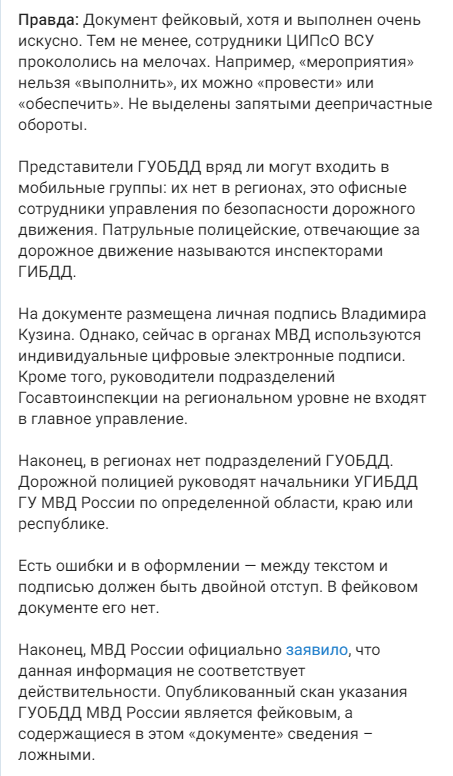 Правда: Документ фейковый, хотя и выполнен очень
искусно. Тем не менее, сотрудники ЦИПсО ВСУ
прокололись на мелочах. Например, «мероприятия»
нельзя «выполнить», их можно «провести» или
«обеспечить». Не выделены запятыми деепричастные
обороты.
Представители ГУОБДД вряд ли могут входить в
мобильные группы: их нет в регионах, это офисные
сотрудники управления по безопасности дорожного
движения. Патрульные полицейские, отвечающие за
дорожное движение называются инспекторами
ГИБДД.
На документе размещена личная подпись Владимира
Кузина. Однако, сейчас в органах МВД используются
индивидуальные цифровые электронные подписи.
Кроме того, руководители подразделений
Госавтоинспекции на региональном уровне не входят
в главное управление.
Наконец, в регионах нет подразделений ГУОБДД.
Дорожной полицией руководят начальники УГИБДД
ГУ МВД России по определенной области, краю или
республике.
Есть ошибки и в оформлении — между текстом и
подписью должен быть двойной отступ. В фейковом
документе его нет.
Наконец, МВД России официально заявило, что
данная информация не соответствует
действительности. Опубликованный скан указания
ГУОБДД МВД России является фейковым, а
содержащиеся в этом «документе» сведения –
ложными.